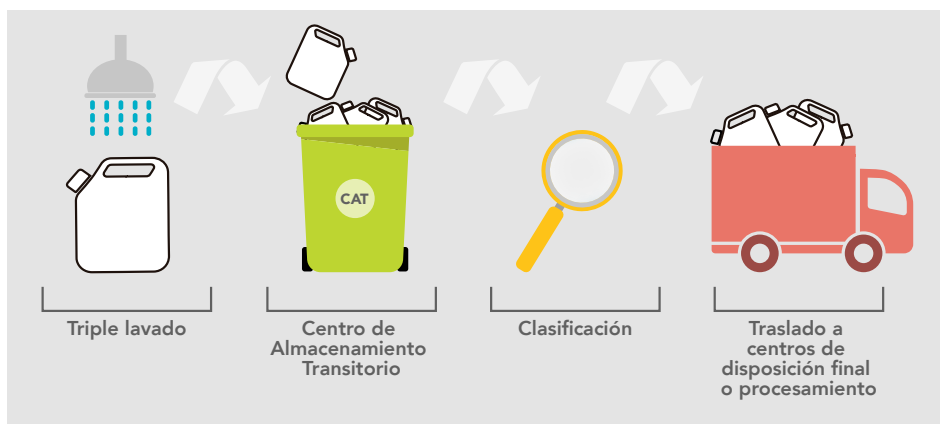 CAT
Triple lavado
Centro de
Almacenamiento
Transitorio
Clasificación
Traslado a
centros de
disposición final
o procesamiento